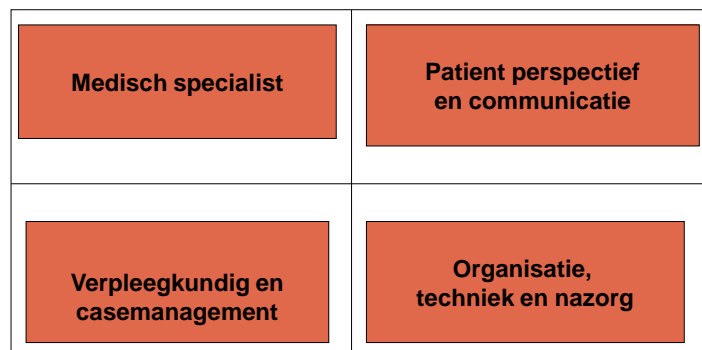 Medisch specialist
Patient perspectief
en communicatie
Verpleegkundig en
casemanagement
Organisatie,
techniek en nazorg